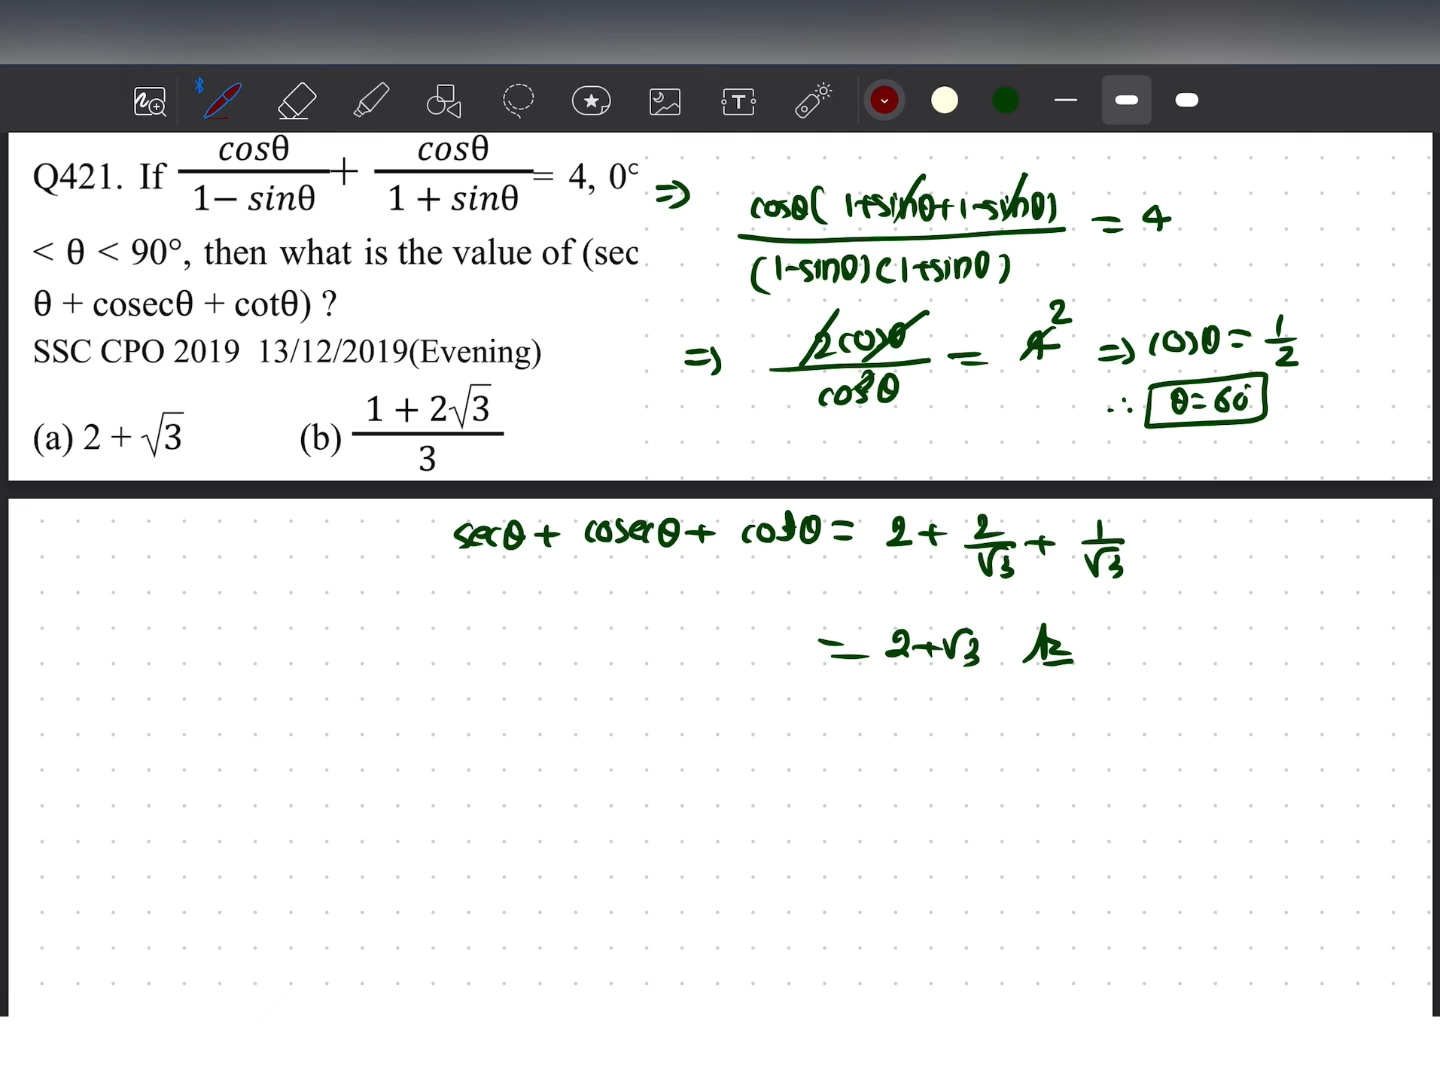 Q421. If cosθ/(1− sinθ) + cosθ/(1 + sinθ) = 4, 0°
< θ < 90°, then what is the value of (sec
θ + cosecθ + cotθ) ?
SSC CPO 2019 13/12/2019(Evening)
(a) 2 + √3 (b) (1 + 2√3)/3
⇒ cosθ(1+sinθ+1-sinθ)/((1-sinθ)(1+sinθ)) = 4
⇒ 2cosθ/cos²θ = 4 2 ⇒ cosθ = 1/2
∴ θ=60°
secθ + cosecθ + cotθ = 2 + 2/√3 + 1/√3
= 2+√3